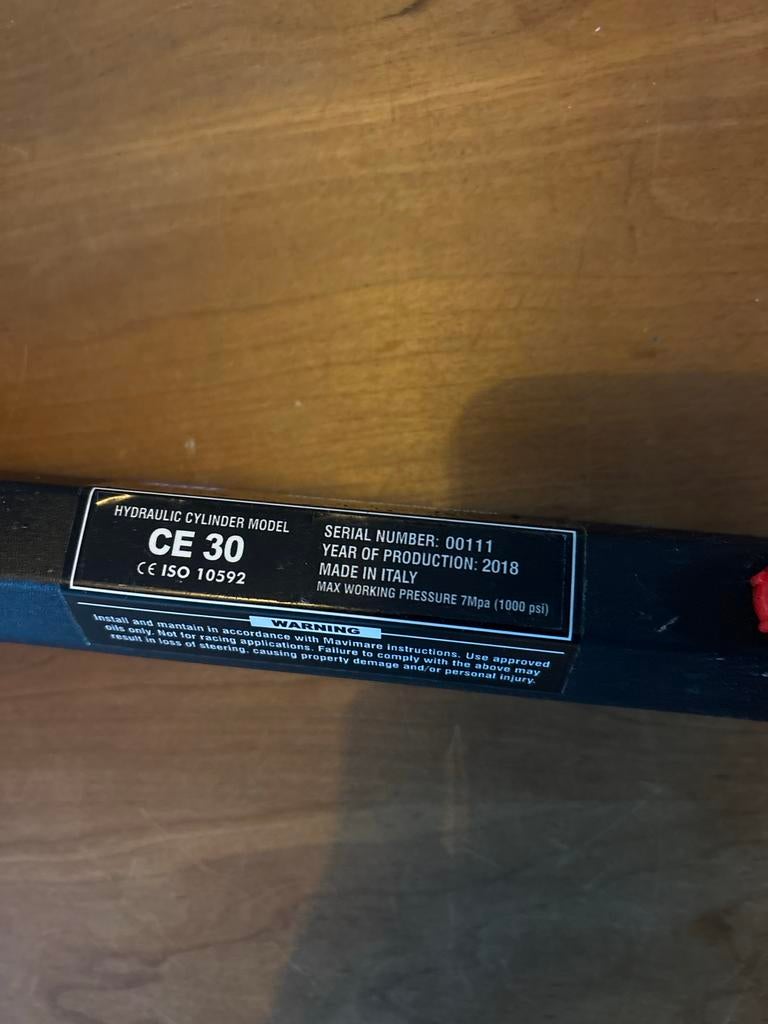 HYDRAULIC CYLINDER MODEL
CE 30
CE ISO 10592
SERIAL NUMBER: 00111
YEAR OF PRODUCTION: 2018
MADE IN ITALY
MAX WORKING PRESSURE 7Mpa (1000 psi)
WARNING
Install and mantain in accordance with Mavimare instructions. Use approved
oils only. Not for racing applications. Failure to comply with the above may
result in loss of steering, causing property damage and/or personal injury.